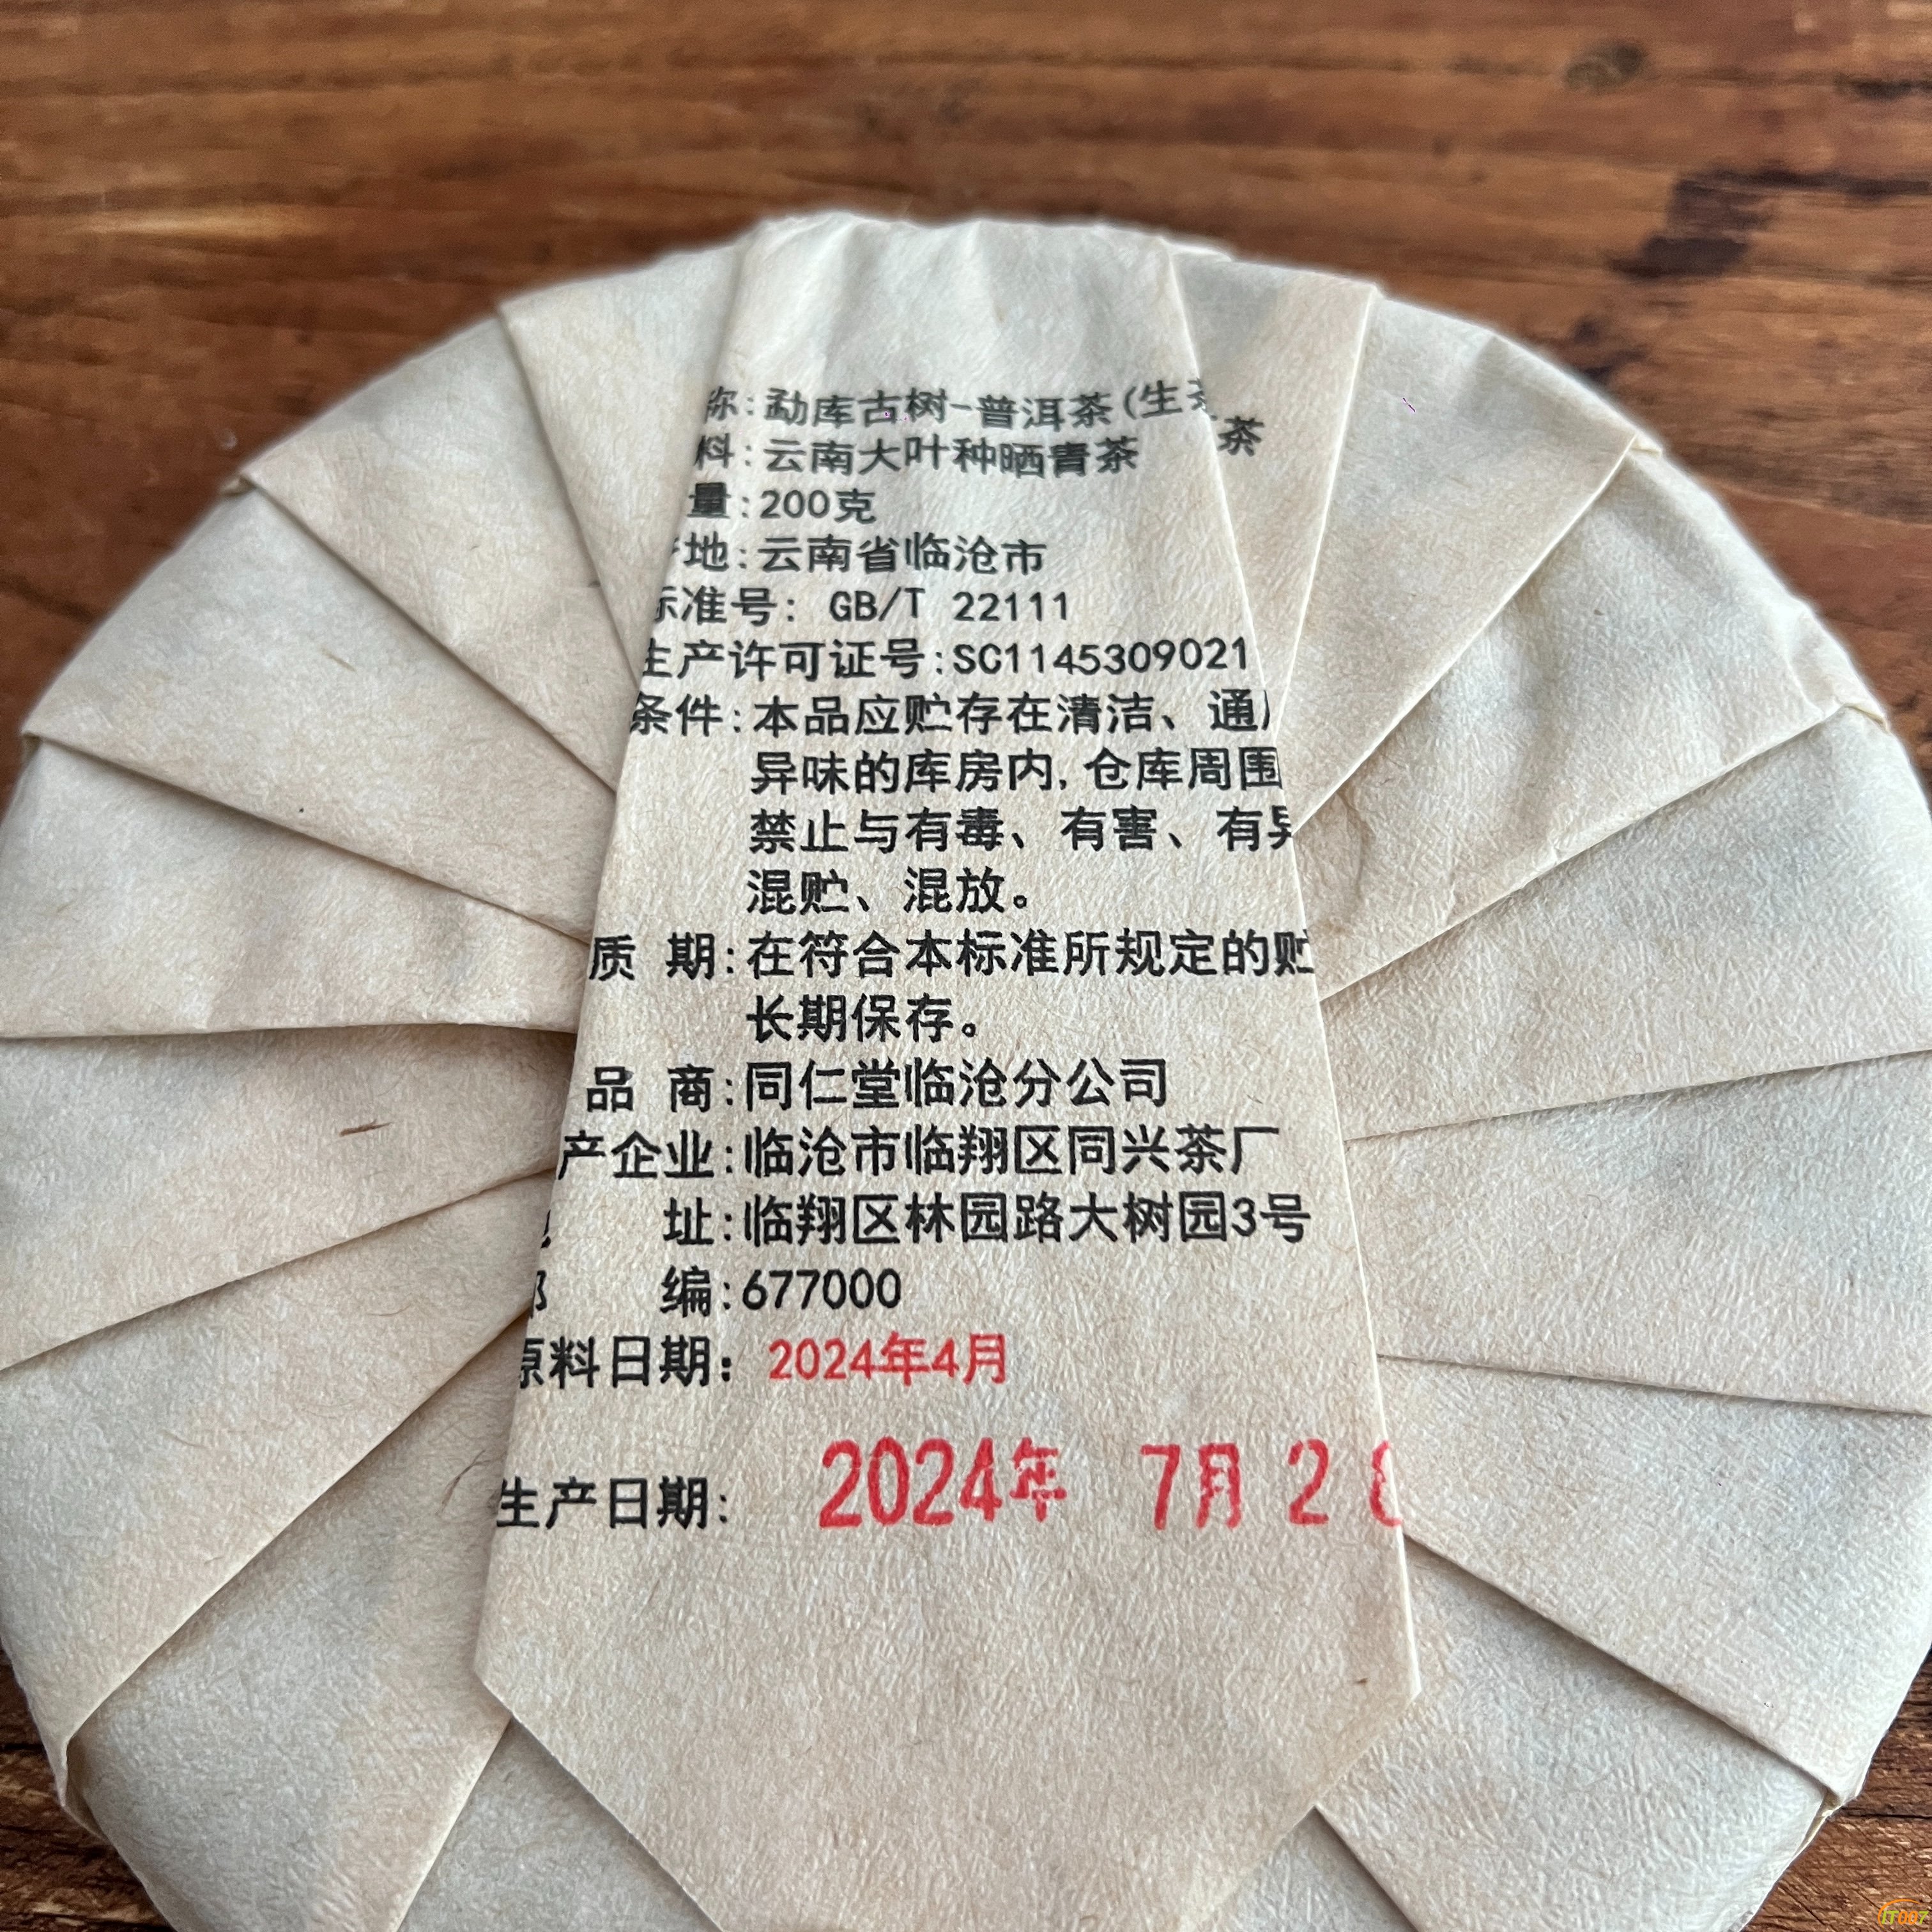 称:勐库古树-普洱茶(生茶
茶
料:云南大叶种晒青茶
量:200克
地:云南省临沧市
标准号: GB/T 22111
生产许可证号:SC1145309021
条件:本品应贮存在清洁、通
异味的库房内,仓库周围
禁止与有毒、有害、有异
混贮、混放。
质 期:在符合本标准所规定的贮
长期保存。
品 商:同仁堂临沧分公司
产企业:临沧市临翔区同兴茶厂
址:临翔区林园路大树园3号
编:677000
原料日期:2024年4月
生产日期: 2024年 7月 2
IT007